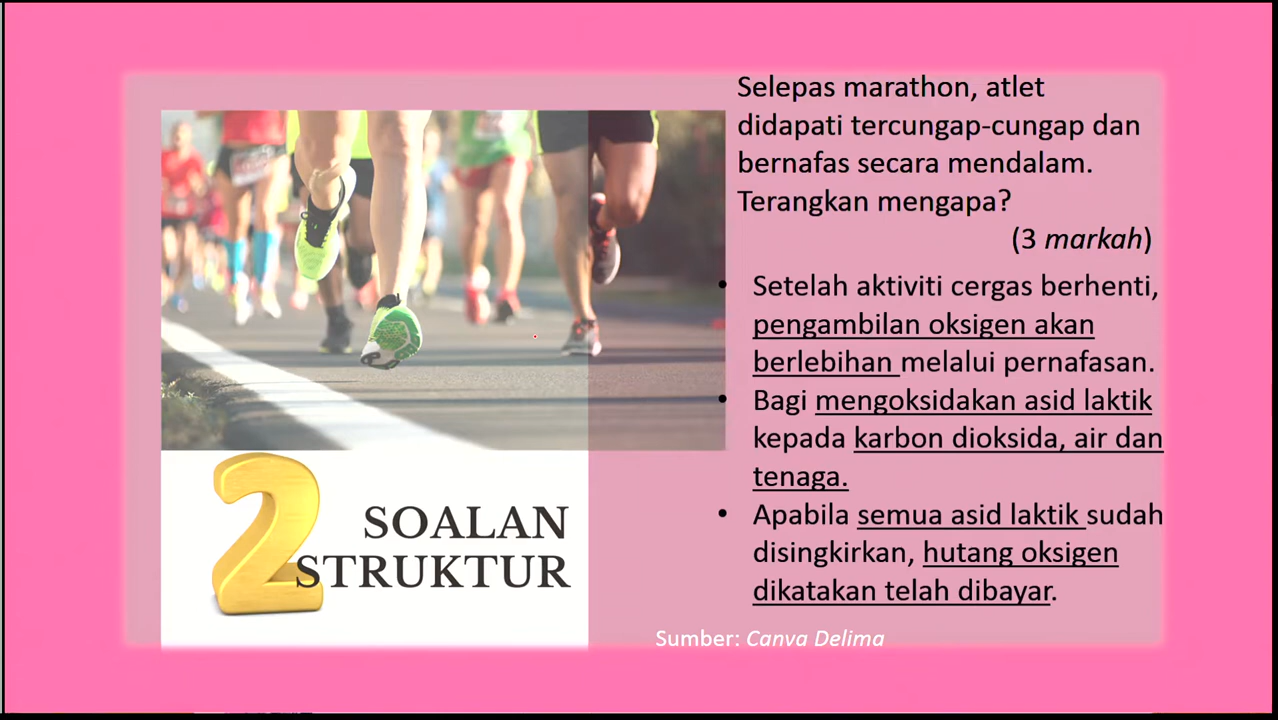 Selepas marathon, atlet
didapati tercungap-cungap dan
bernafas secara mendalam.
Terangkan mengapa?
(3 markah)
• Setelah aktiviti cergas berhenti,
pengambilan oksigen akan
berlebihan melalui pernafasan.
• Bagi mengoksidakan asid laktik
kepada karbon dioksida, air dan
tenaga.
• Apabila semua asid laktik sudah
disingkirkan, hutang oksigen
dikatakan telah dibayar.
2
SOALAN
STRUKTUR
Sumber: Canva Delima